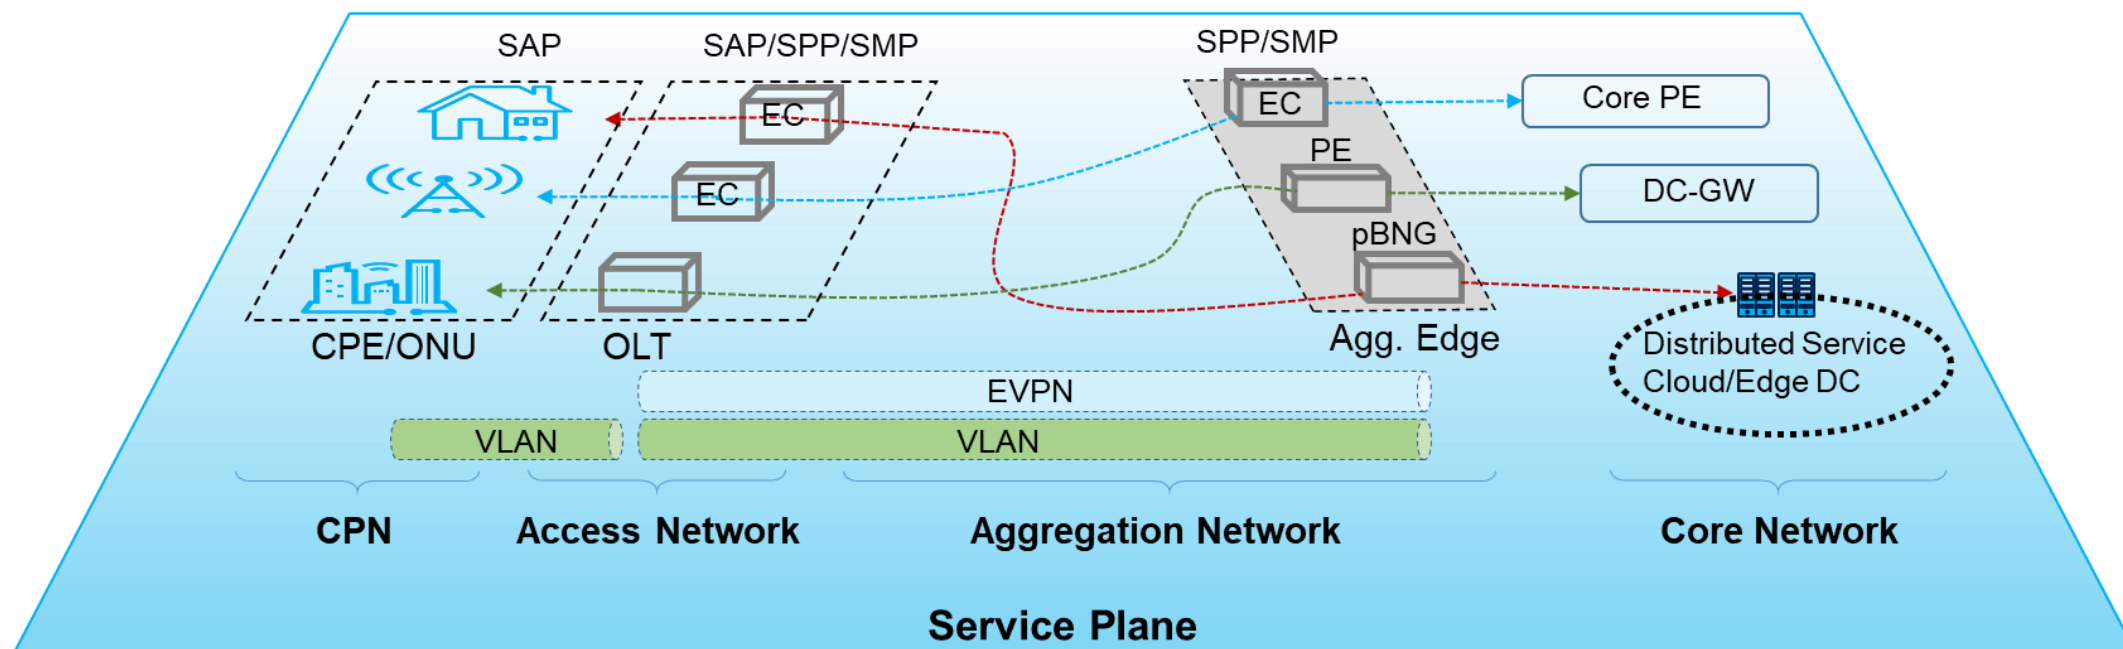 SAP
SAP/SPP/SMP
SPP/SMP
EC
EC
Core PE
PE
EC
DC-GW
pBNG
CPE/ONU
OLT
Agg. Edge
Distributed Service
Cloud/Edge DC
EVPN
VLAN
VLAN
CPN
Access Network
Aggregation Network
Core Network
Service Plane